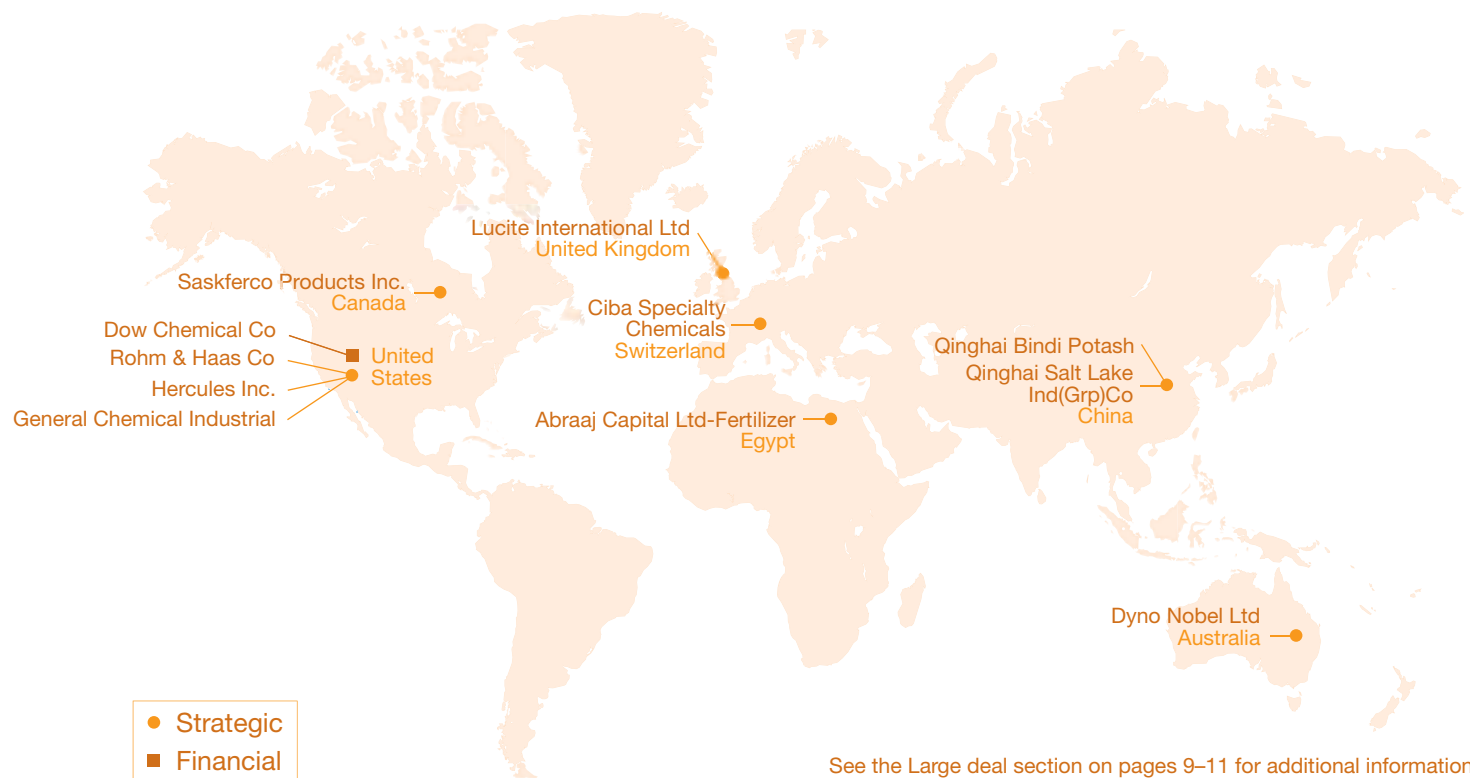 Lucite International Ltd
United Kingdom
Saskferco Products Inc.
Canada
Ciba Specialty
Chemicals
Switzerland
Dow Chemical Co
Rohm & Haas Co
Hercules Inc.
General Chemical Industrial
United
States
Qinghai Bindi Potash
Qinghai Salt Lake
Ind(Grp)Co
China
Abraaj Capital Ltd-Fertilizer
Egypt
Dyno Nobel Ltd
Australia
Strategic
Financial
See the Large deal section on pages 9–11 for additional information